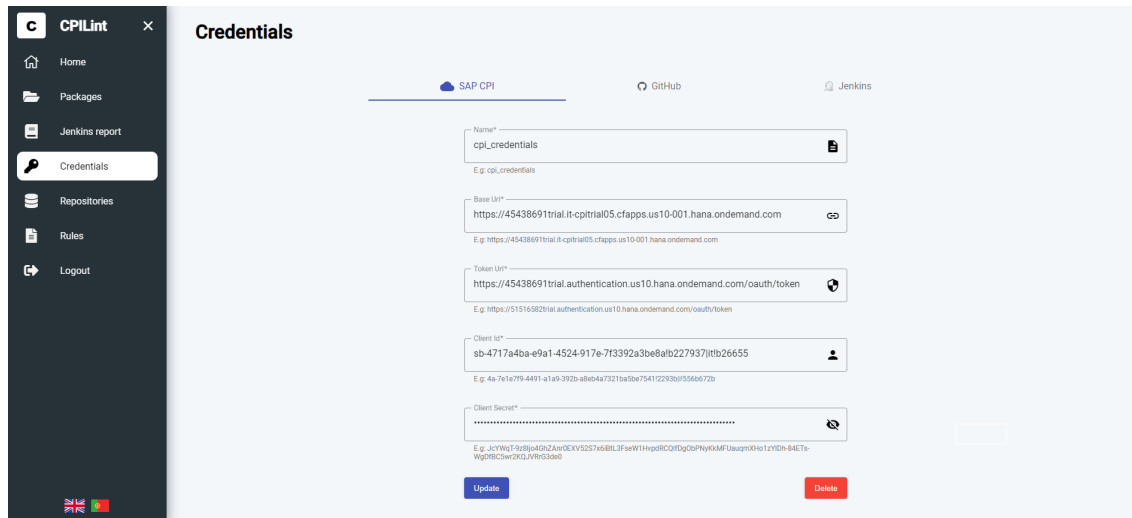 C CPILint ×
Home
Packages
Jenkins report
Credentials
Repositories
Rules
Logout
Credentials
SAP CPI GitHub Jenkins
Name*
cpi_credentials
E.g: cpi_credentials
Base Url*
https://45438691trial.it-cpitrial05.cfapps.us10-001.hana.ondemand.com
E.g: https://45438691trial.it-cpitrial05.cfapps.us10-001.hana.ondemand.com
Token Url*
https://45438691trial.authentication.us10.hana.ondemand.com/oauth/token
E.g: https://51516582trial.authentication.us10.hana.ondemand.com/oauth/token
Client Id*
sb-4717a4ba-e9a1-4524-917e-7f3392a3be8a!b227937|it!b26655
E.g: 4a-7e1e7f9-4491-a1a9-392b-a8eb4a7321ba5be7541!2293b|!556b672b
Client Secret*
Update Delete